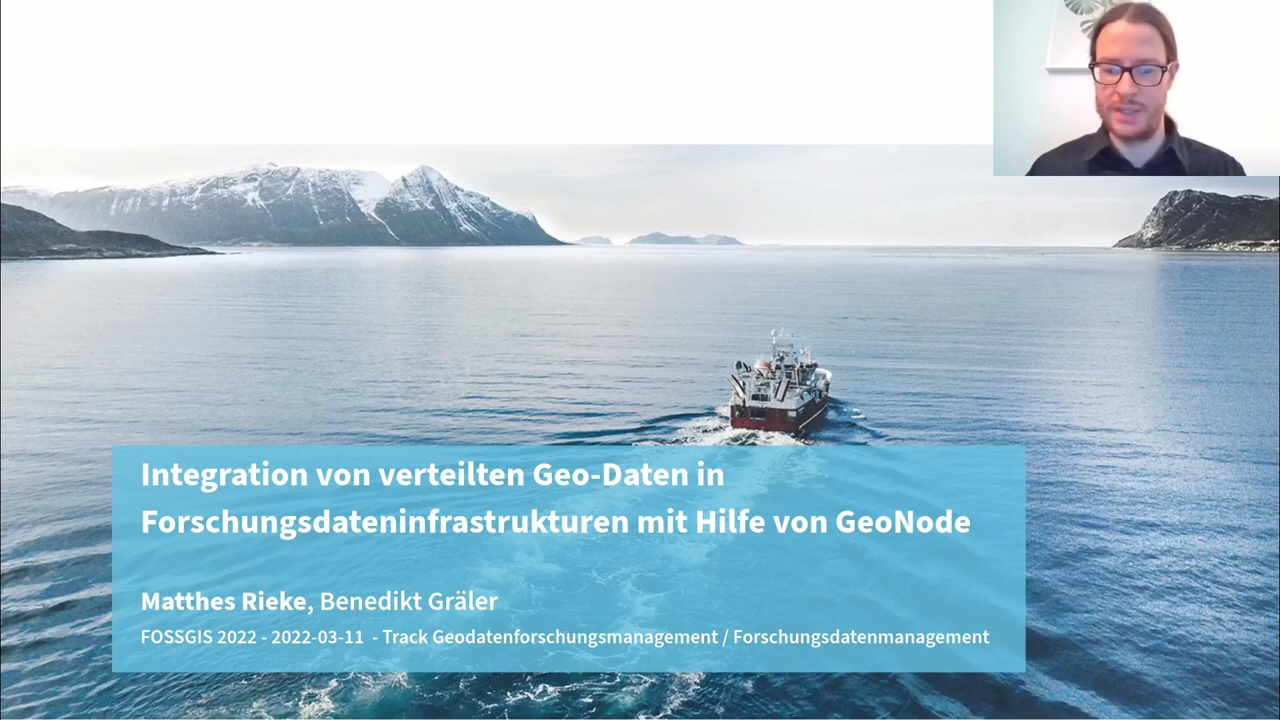 Integration von verteilten Geo-Daten in
Forschungsdateninfrastrukturen mit Hilfe von GeoNode
Matthes Rieke, Benedikt Gräler
FOSSGIS 2022 - 2022-03-11 - Track Geodatenforschungsmanagement / Forschungsdatenmanagement